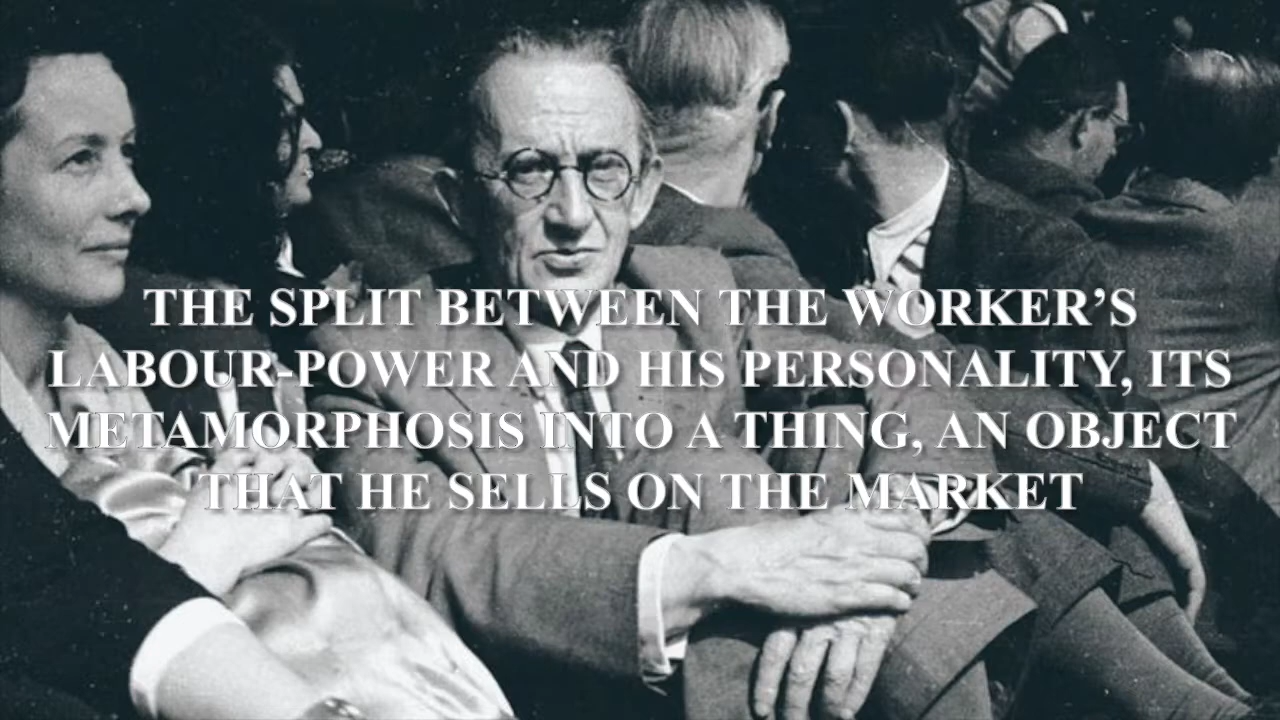 THE SPLIT BETWEEN THE WORKER’S
LABOUR-POWER AND HIS PERSONALITY, ITS
METAMORPHOSIS INTO A THING, AN OBJECT
THAT HE SELLS ON THE MARKET